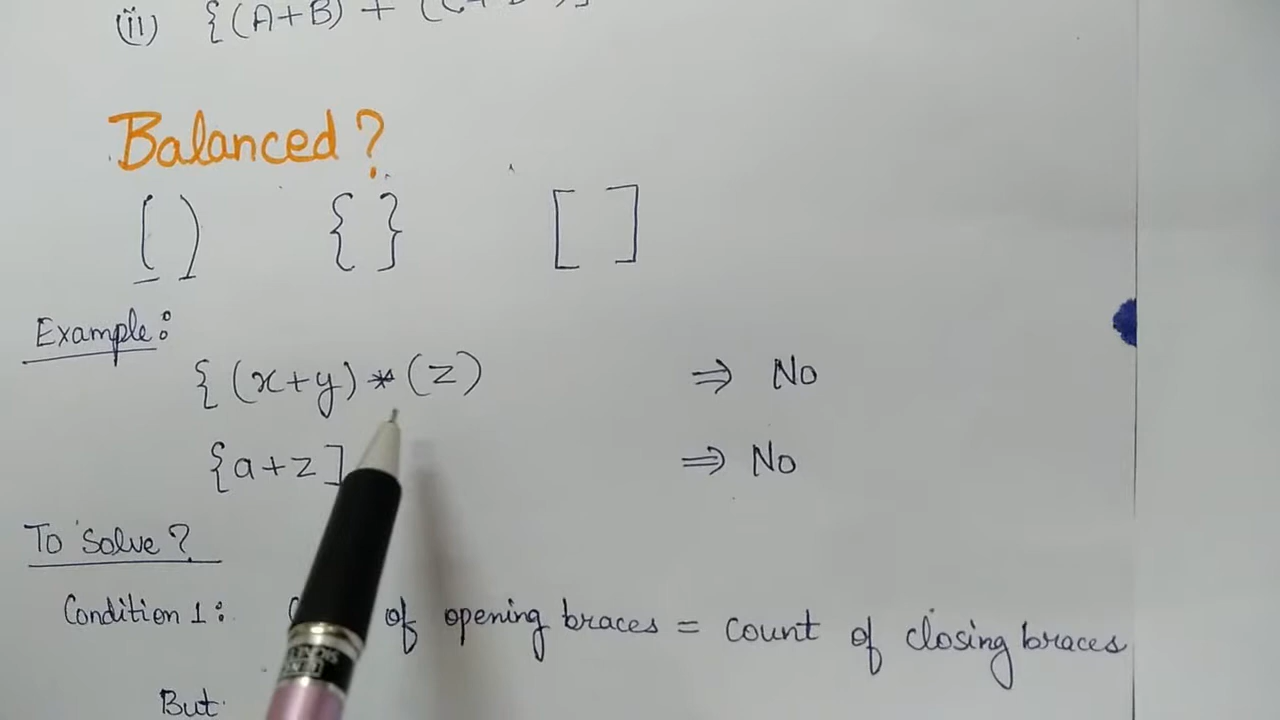 (ii) {(A+B) + (
Balanced ?
( ) { } [ ]
Example :
{ (x+y) * (z) ⇒ No
{a+z] ⇒ No
To Solve ?
Condition 1 : of opening braces = count of closing braces
But